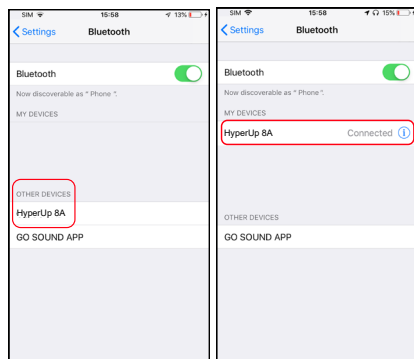 SIM 15:58 13%
Settings Bluetooth
Bluetooth
Now discoverable as " Phone ".
MY DEVICES
OTHER DEVICES
HyperUp 8A
GO SOUND APP
SIM 15:58 15%
Settings Bluetooth
Bluetooth
Now discoverable as " Phone ".
MY DEVICES
HyperUp 8A Connected
OTHER DEVICES
GO SOUND APP